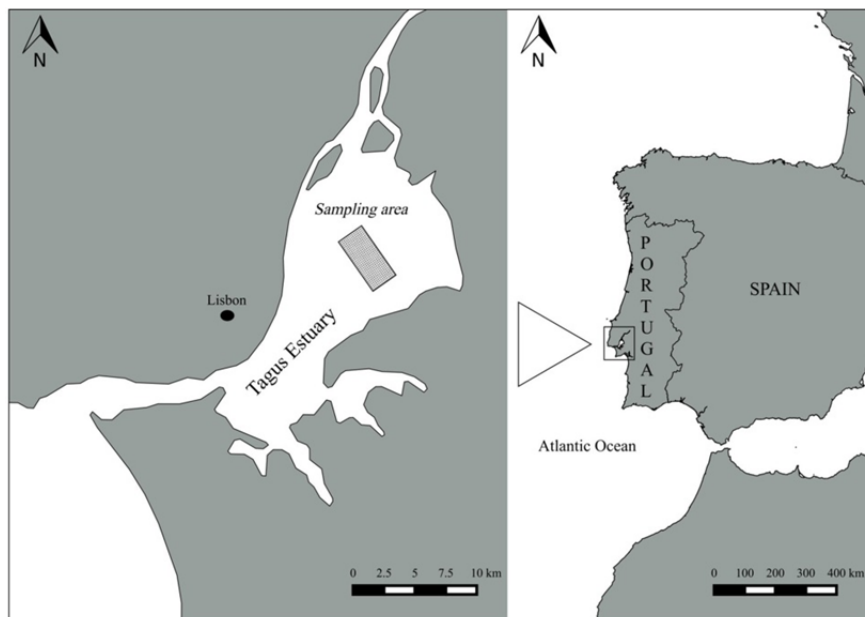 N
Sampling area
Lisbon
Tagus Estuary
0 2.5 5 7.5 10 km
N
PORTUGAL
SPAIN
Atlantic Ocean
0 100 200 300 400 km